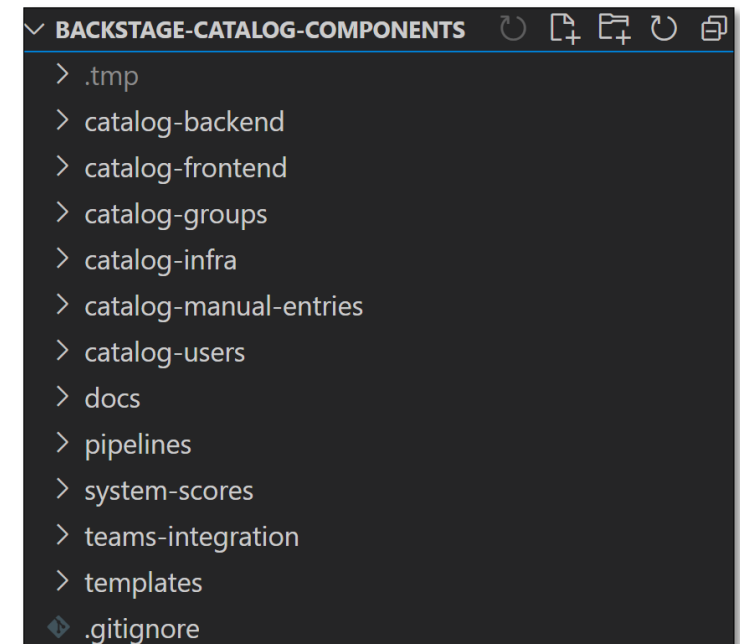 BACKSTAGE-CATALOG-COMPONENTS
.tmp
catalog-backend
catalog-frontend
catalog-groups
catalog-infra
catalog-manual-entries
catalog-users
docs
pipelines
system-scores
teams-integration
templates
.gitignore